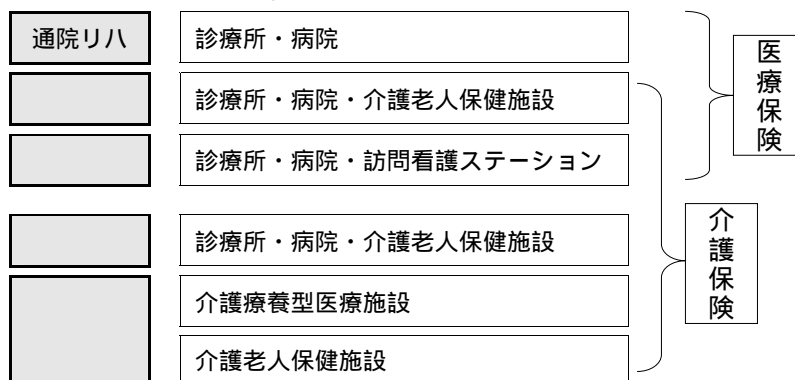 通院リハ
診療所・病院
診療所・病院・介護老人保健施設
診療所・病院・訪問看護ステーション
診療所・病院・介護老人保健施設
介護療養型医療施設
介護老人保健施設
医療保険
介護保険